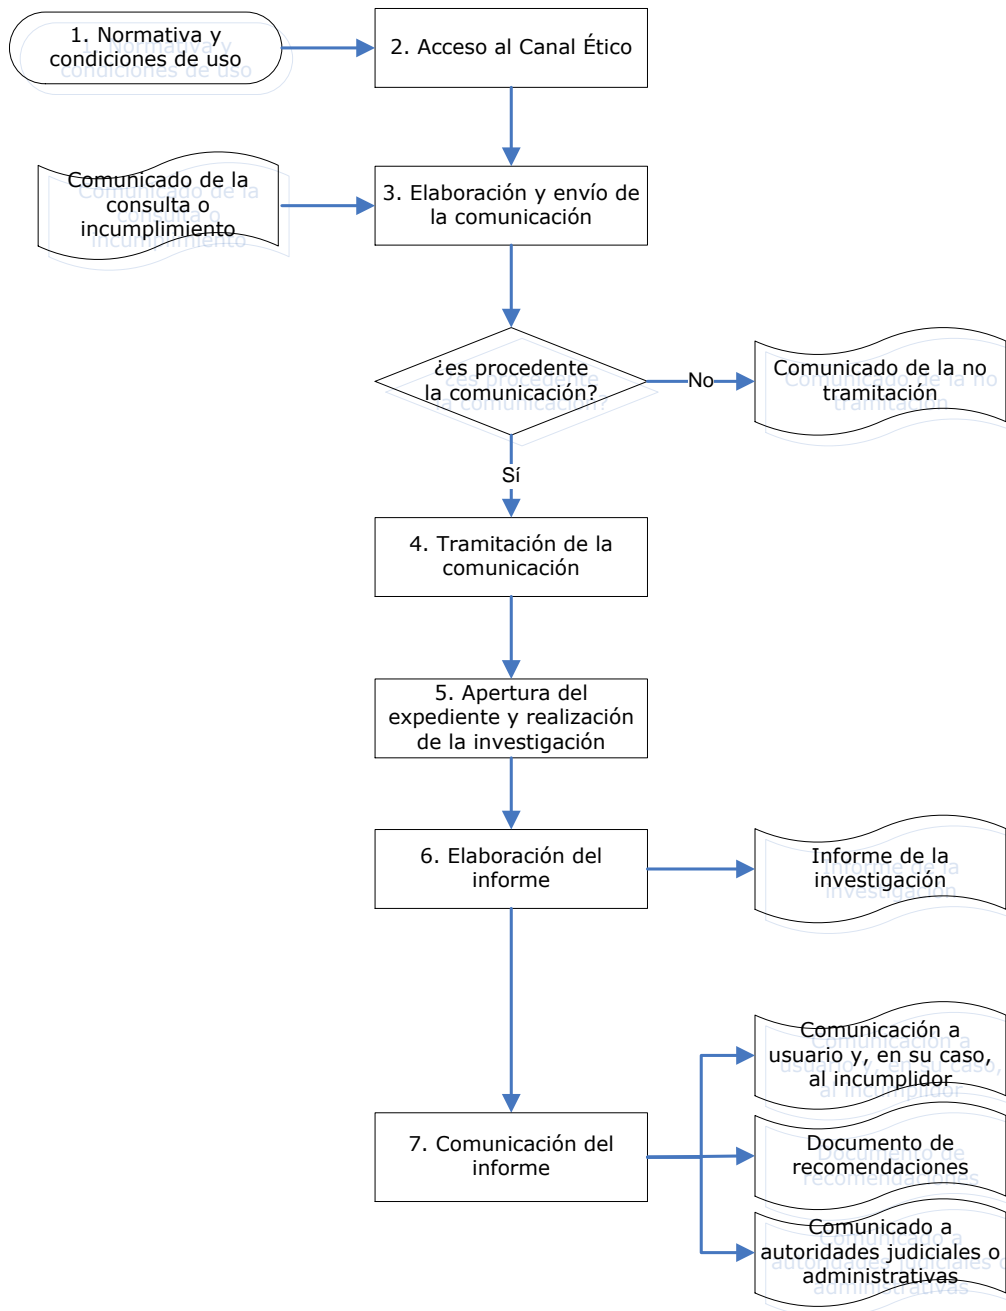 1. Normativa y
condiciones de uso
2. Acceso al Canal Ético
Comunicado de la
consulta o
incumplimiento
3. Elaboración y envío de
la comunicación
¿es procedente
la comunicación?
No
Comunicado de la no
tramitación
Sí
4. Tramitación de la
comunicación
5. Apertura del
expediente y realización
de la investigación
6. Elaboración del
informe
Informe de la
investigación
Comunicación a
usuario y, en su caso,
al incumplidor
7. Comunicación del
informe
Documento de
recomendaciones
Comunicado a
autoridades judiciales o
administrativas